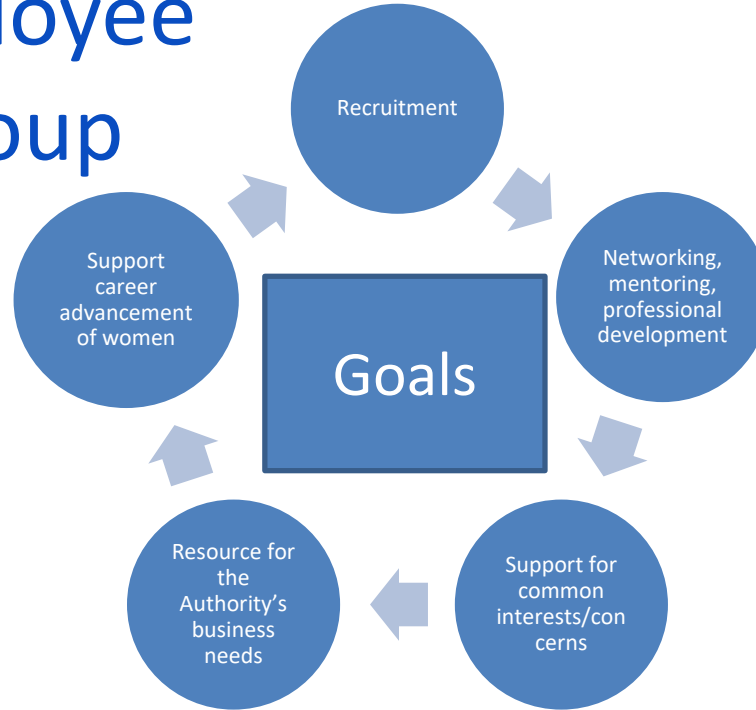 loyee
oup
Recruitment
Networking,
mentoring,
professional
development
Support for
common
interests/con
cerns
Resource for
the
Authority's
business
needs
Support
career
advancement
of women
Goals